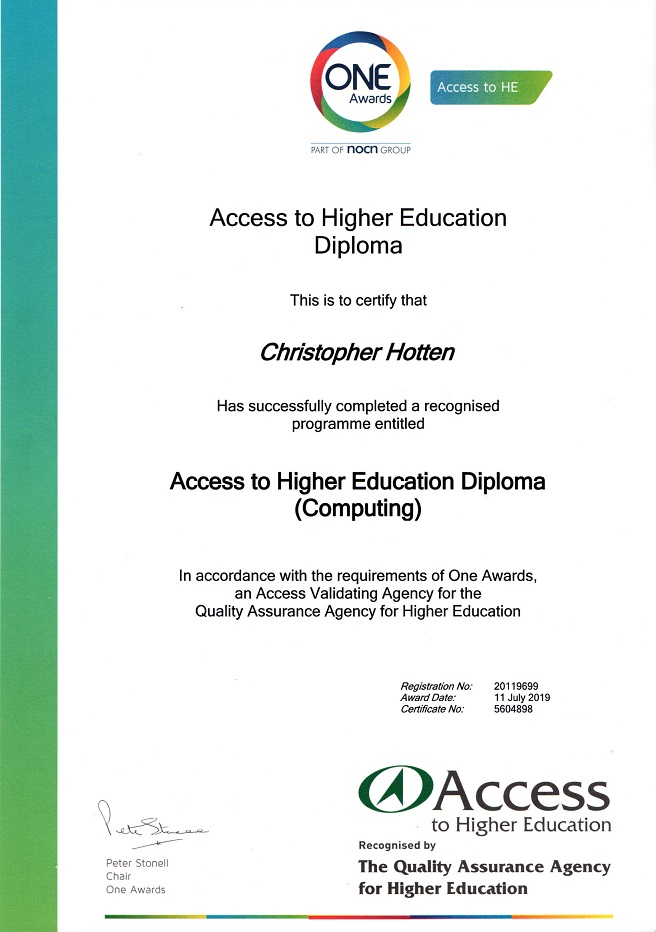 ONE
Awards
Access to HE
PART OF nocn GROUP
Access to Higher Education
Diploma
This is to certify that
Christopher Hotten
Has successfully completed a recognised
programme entitled
Access to Higher Education Diploma
(Computing)
In accordance with the requirements of One Awards,
an Access Validating Agency for the
Quality Assurance Agency for Higher Education
Registration No: 20119699
Award Date: 11 July 2019
Certificate No: 5604898
Access
to Higher Education
Recognised by
The Quality Assurance Agency
for Higher Education
Pete Stonell
Peter Stonell
Chair
One Awards